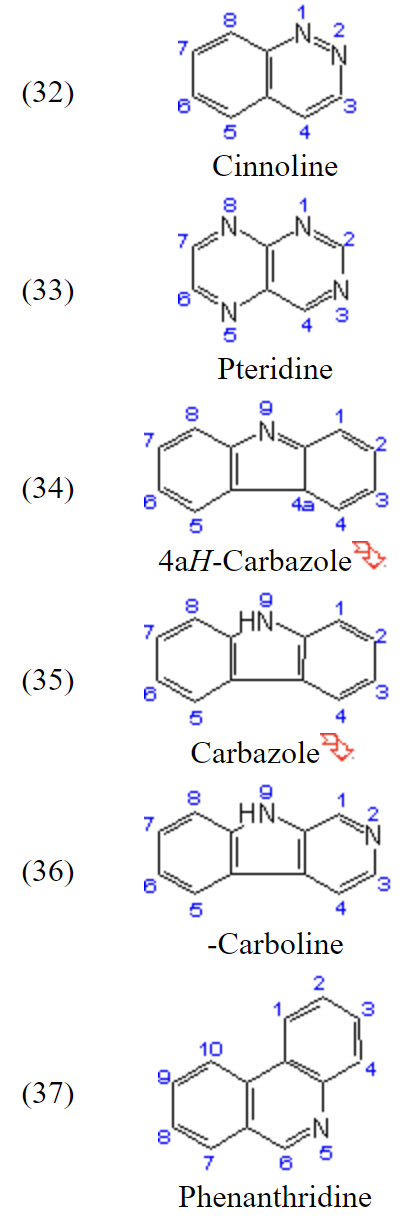 8 1
7 N 2
N
(32)
6 3
5 4
Cinnoline
8 1
N N
7 2
(33)
6 N 3
N
5 4
Pteridine
9
8 N 1
7 2
(34)
6 4a 3
5 4
4aH-Carbazole
9
8 HN 1
7 2
(35)
6 3
5 4
Carbazole
9
8 HN 1 2
7 N
(36)
6 3
5 4
-Carboline
2
1 3
10
9 4
(37)
8 N 5
7 6
Phenanthridine